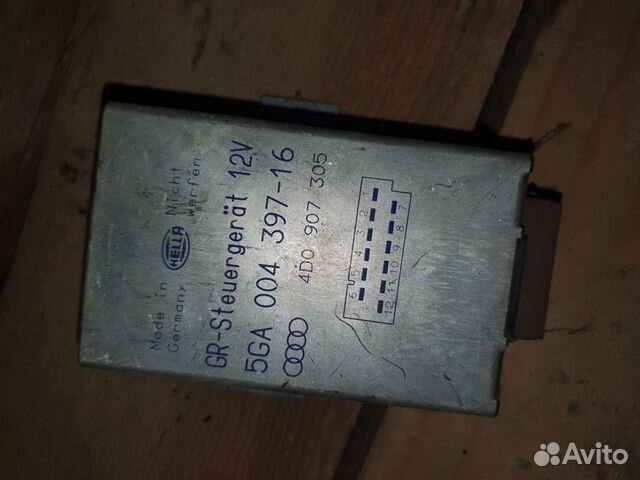 Made in
Germany
HELLA
Nicht
Werfen
GR-Steuergerät 12V
5GA 004 397-16
4D0 907 305
6 5 4 3 2
12 11 10 9 8 7
Avito